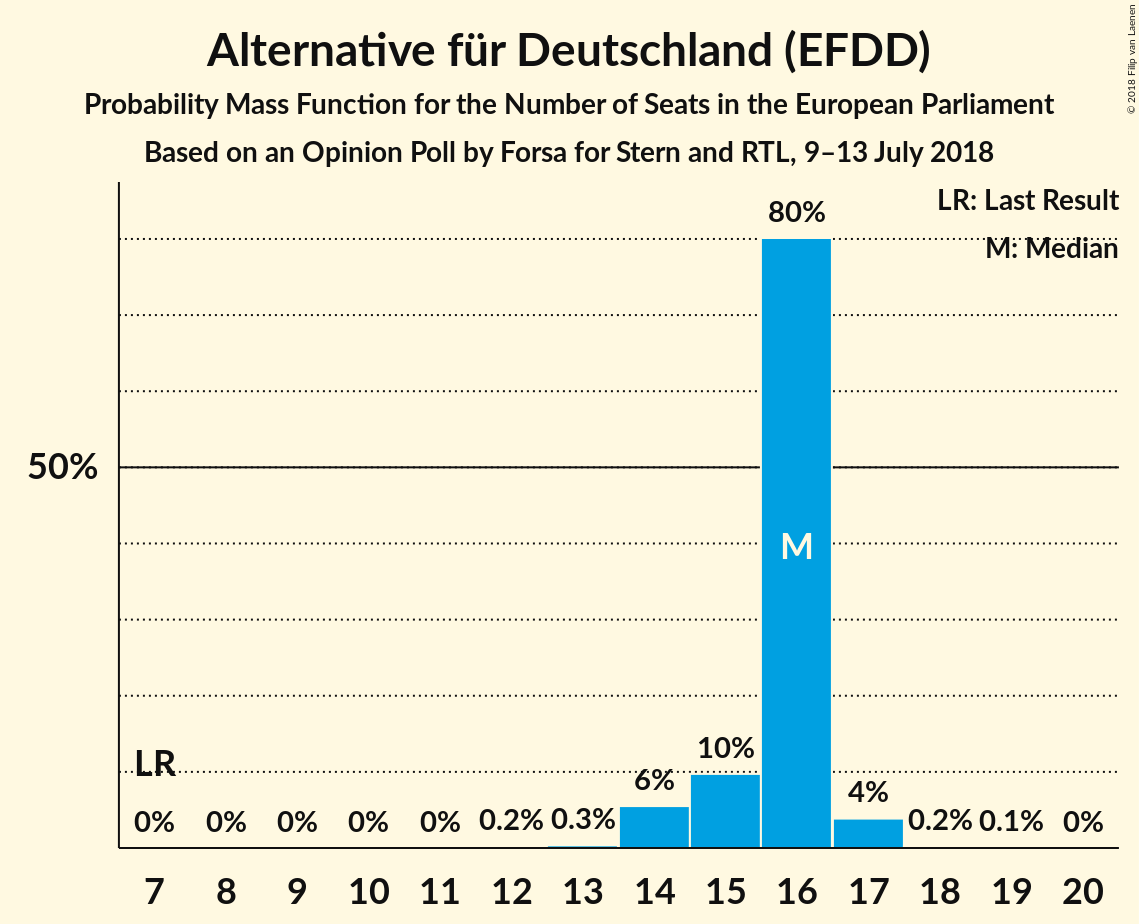 Alternative für Deutschland (EFDD)
Probability Mass Function for the Number of Seats in the European Parliament
Based on an Opinion Poll by Forsa for Stern and RTL, 9–13 July 2018
© 2018 Filip van Laenen
LR: Last Result
M: Median
80%
50%
M
LR
10%
6%
4%
0% 0% 0% 0% 0% 0.2% 0.3% 0.2% 0.1% 0%
7 8 9 10 11 12 13 14 15 16 17 18 19 20